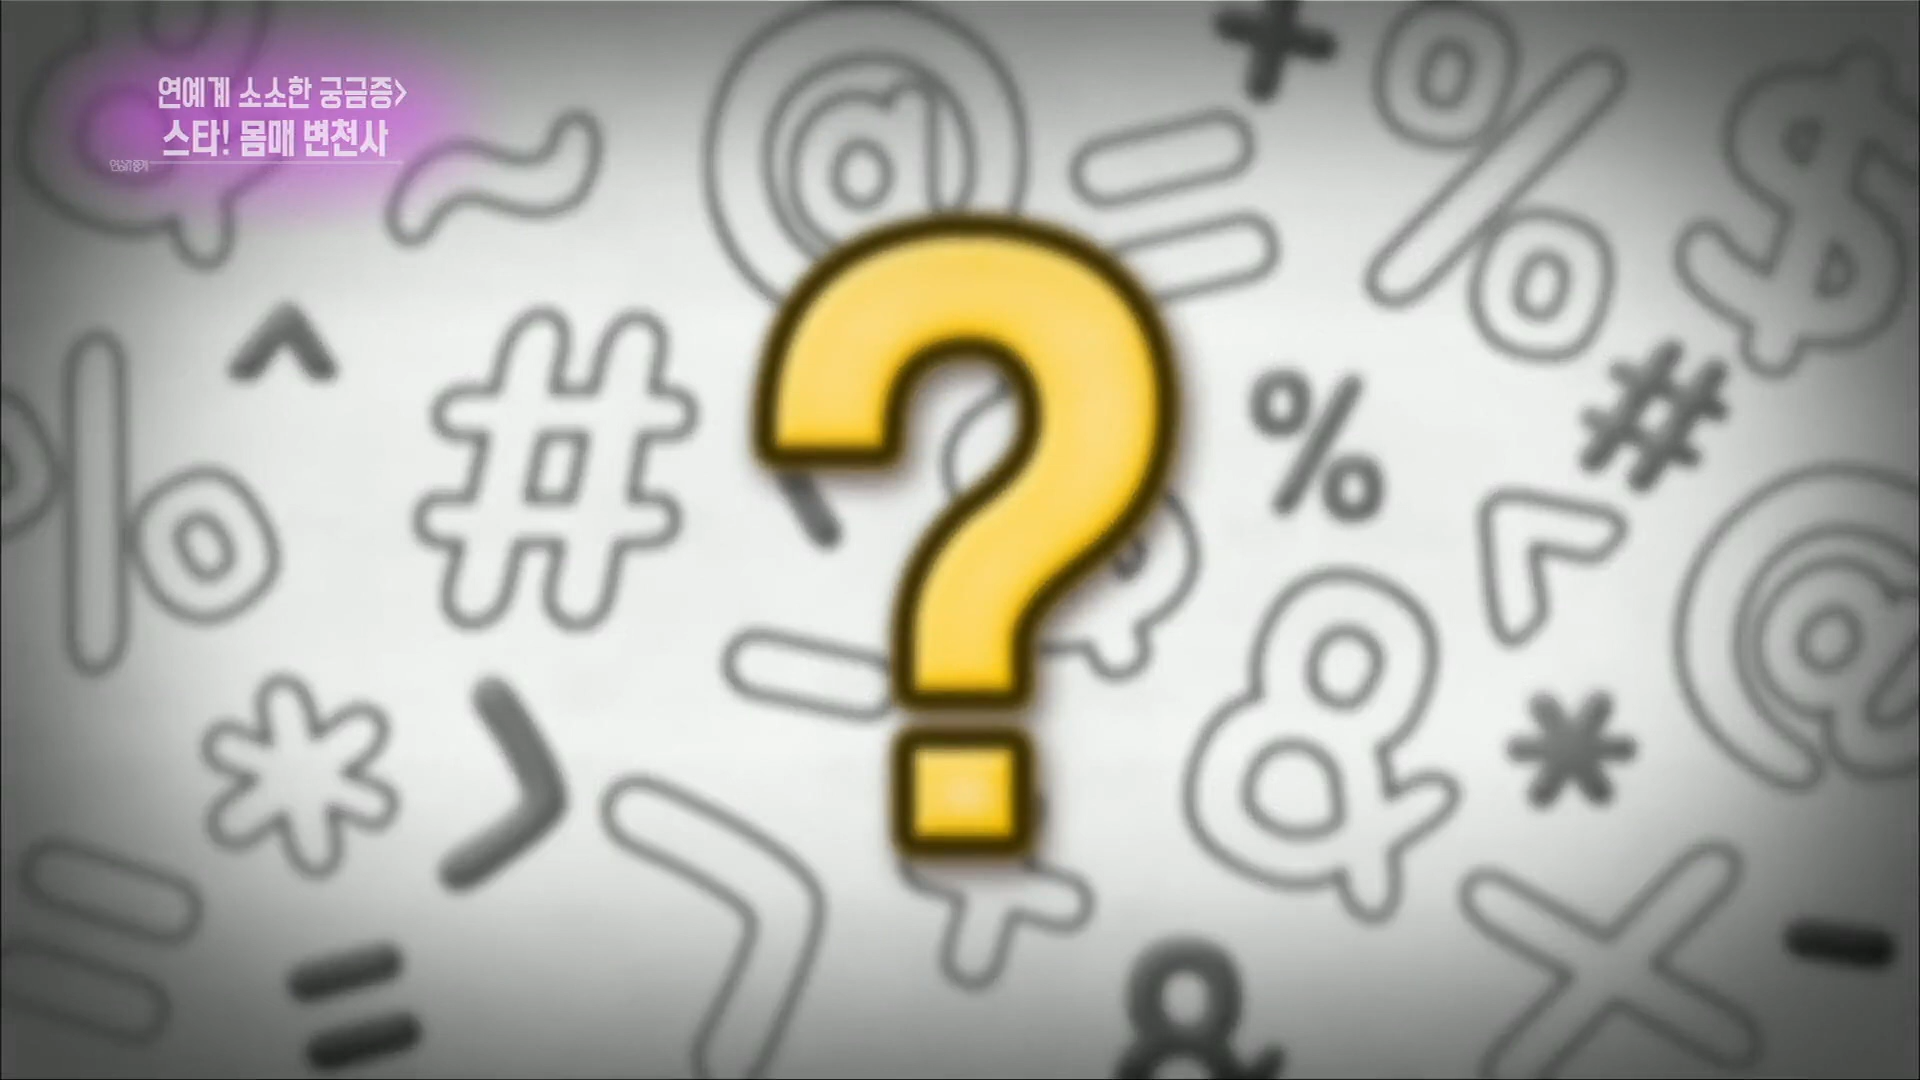 연예계 소소한 궁금증>
스타! 몸매 변천사
?